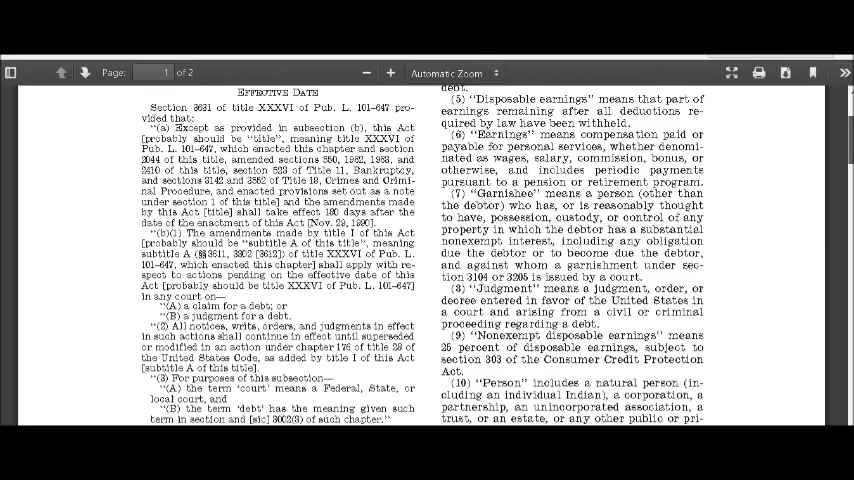 Page: 1 of 2
Automatic Zoom
EFFECTIVE DATE
Section 3631 of title XXXVI of Pub. L. 101–647 pro-
vided that:
“(a) Except as provided in subsection (b), this Act
[probably should be “title”, meaning title XXXVI of
Pub. L. 101–647, which enacted this chapter and section
2044 of this title, amended sections 550, 1962, 1963, and
2410 of this title, section 523 of Title 11, Bankruptcy,
and sections 3142 and 3552 of Title 18, Crimes and Crimi-
nal Procedure, and enacted provisions set out as a note
under section 1 of this title] and the amendments made
by this Act [title] shall take effect 180 days after the
date of the enactment of this Act [Nov. 29, 1990].
“(b)(1) The amendments made by title I of this Act
[probably should be “subtitle A of this title”, meaning
subtitle A (§§3611, 3302 [3612]) of title XXXVI of Pub. L.
101–647, which enacted this chapter] shall apply with re-
spect to actions pending on the effective date of this
Act [probably should be title XXXVI of Pub. L. 101–647]
in any court on—
“(A) a claim for a debt; or
“(B) a judgment for a debt.
“(2) All notices, writs, orders, and judgments in effect
in such actions shall continue in effect until superseded
or modified in an action under chapter 176 of title 28 of
the United States Code, as added by title I of this Act
[subtitle A of this title].
“(3) For purposes of this subsection—
“(A) the term ‘court’ means a Federal, State, or
local court, and
“(B) the term ‘debt’ has the meaning given such
term in section and [sic] 3002(3) of such chapter.”
debt.
(5) “Disposable earnings” means that part of
earnings remaining after all deductions re-
quired by law have been withheld.
(6) “Earnings” means compensation paid or
payable for personal services, whether denomi-
nated as wages, salary, commission, bonus, or
otherwise, and includes periodic payments
pursuant to a pension or retirement program.
(7) “Garnishee” means a person (other than
the debtor) who has, or is reasonably thought
to have, possession, custody, or control of any
property in which the debtor has a substantial
nonexempt interest, including any obligation
due the debtor or to become due the debtor,
and against whom a garnishment under sec-
tion 3104 or 3205 is issued by a court.
(8) “Judgment” means a judgment, order, or
decree entered in favor of the United States in
a court and arising from a civil or criminal
proceeding regarding a debt.
(9) “Nonexempt disposable earnings” means
25 percent of disposable earnings, subject to
section 303 of the Consumer Credit Protection
Act.
(10) “Person” includes a natural person (in-
cluding an individual Indian), a corporation, a
partnership, an unincorporated association, a
trust, or an estate, or any other public or pri-